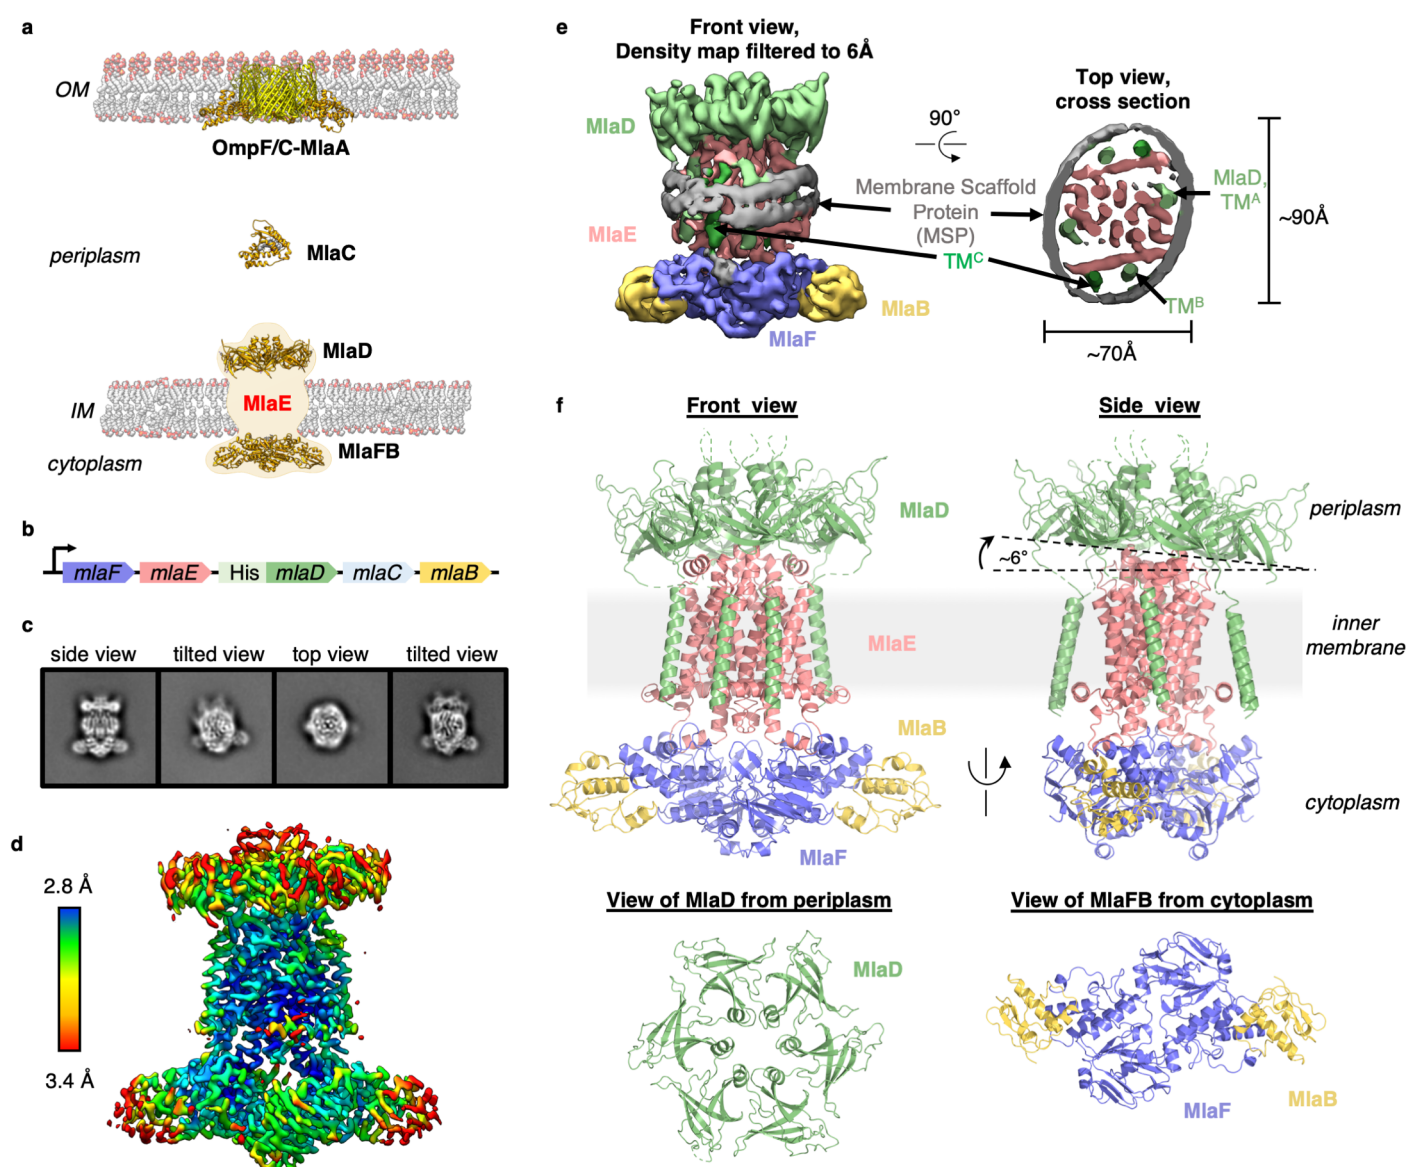 a
OM
OmpF/C-MlaA
periplasm
MlaC
MlaD
MlaE
IM
MlaFB
cytoplasm
b
mlaF mlaE His mlaD mlaC mlaB
c
side view tilted view top view tilted view
d
2.8 Å
3.4 Å
e
Front view,
Density map filtered to 6Å
MlaD
90°
Top view,
cross section
Membrane Scaffold
Protein
(MSP)
MlaE
TMᶜ
MlaB
MlaF
MlaD,
TMᴬ
~90Å
TMᴮ
~70Å
f
Front view
Side view
MlaD
periplasm
~6°
inner
membrane
MlaE
MlaB
cytoplasm
MlaF
View of MlaD from periplasm
View of MlaFB from cytoplasm
MlaD
MlaF
MlaB